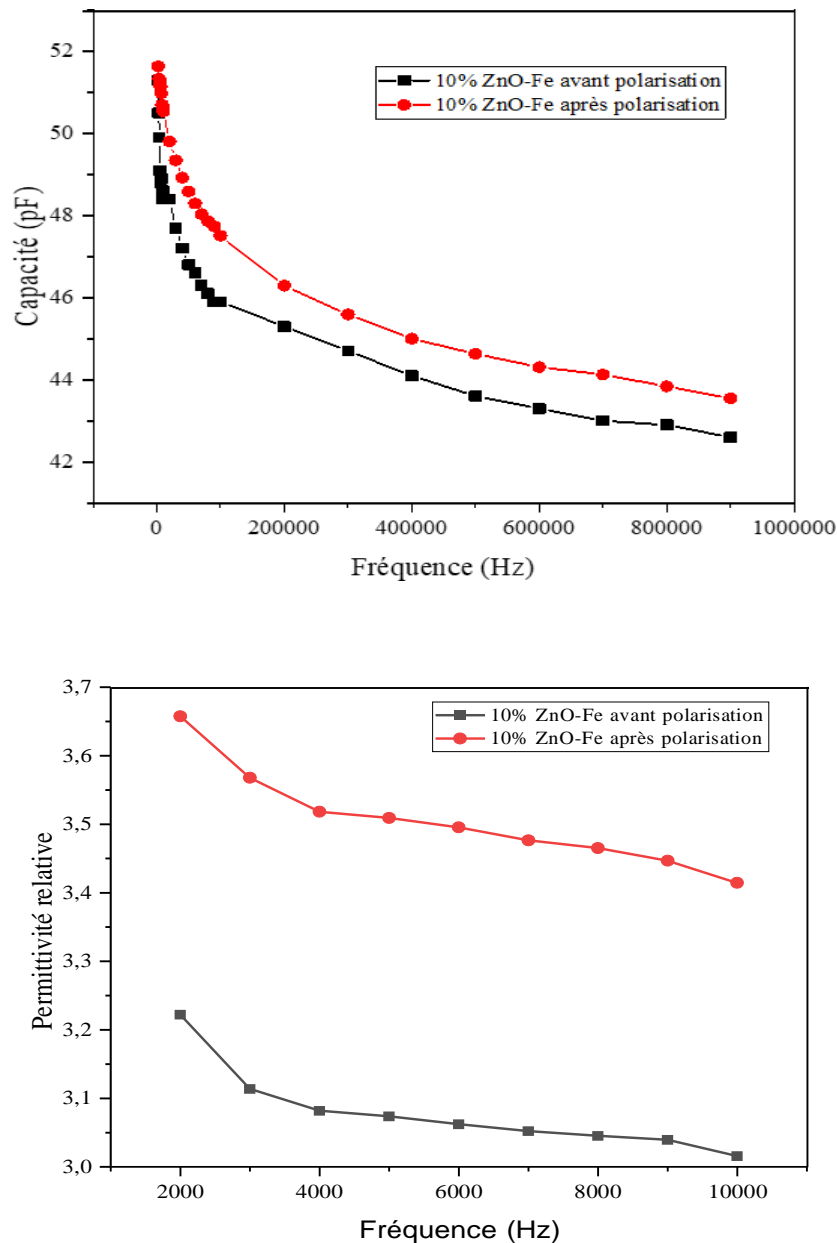 52
50
48
46
44
42
Capacité (pF)
10% ZnO-Fe avant polarisation
10% ZnO-Fe après polarisation
0 200000 400000 600000 800000 1000000
Fréquence (Hz)
3,7
3,6
3,5
3,4
3,3
3,2
3,1
3,0
Permittivité relative
10% ZnO-Fe avant polarisation
10% ZnO-Fe après polarisation
2000 4000 6000 8000 10000
Fréquence (Hz)